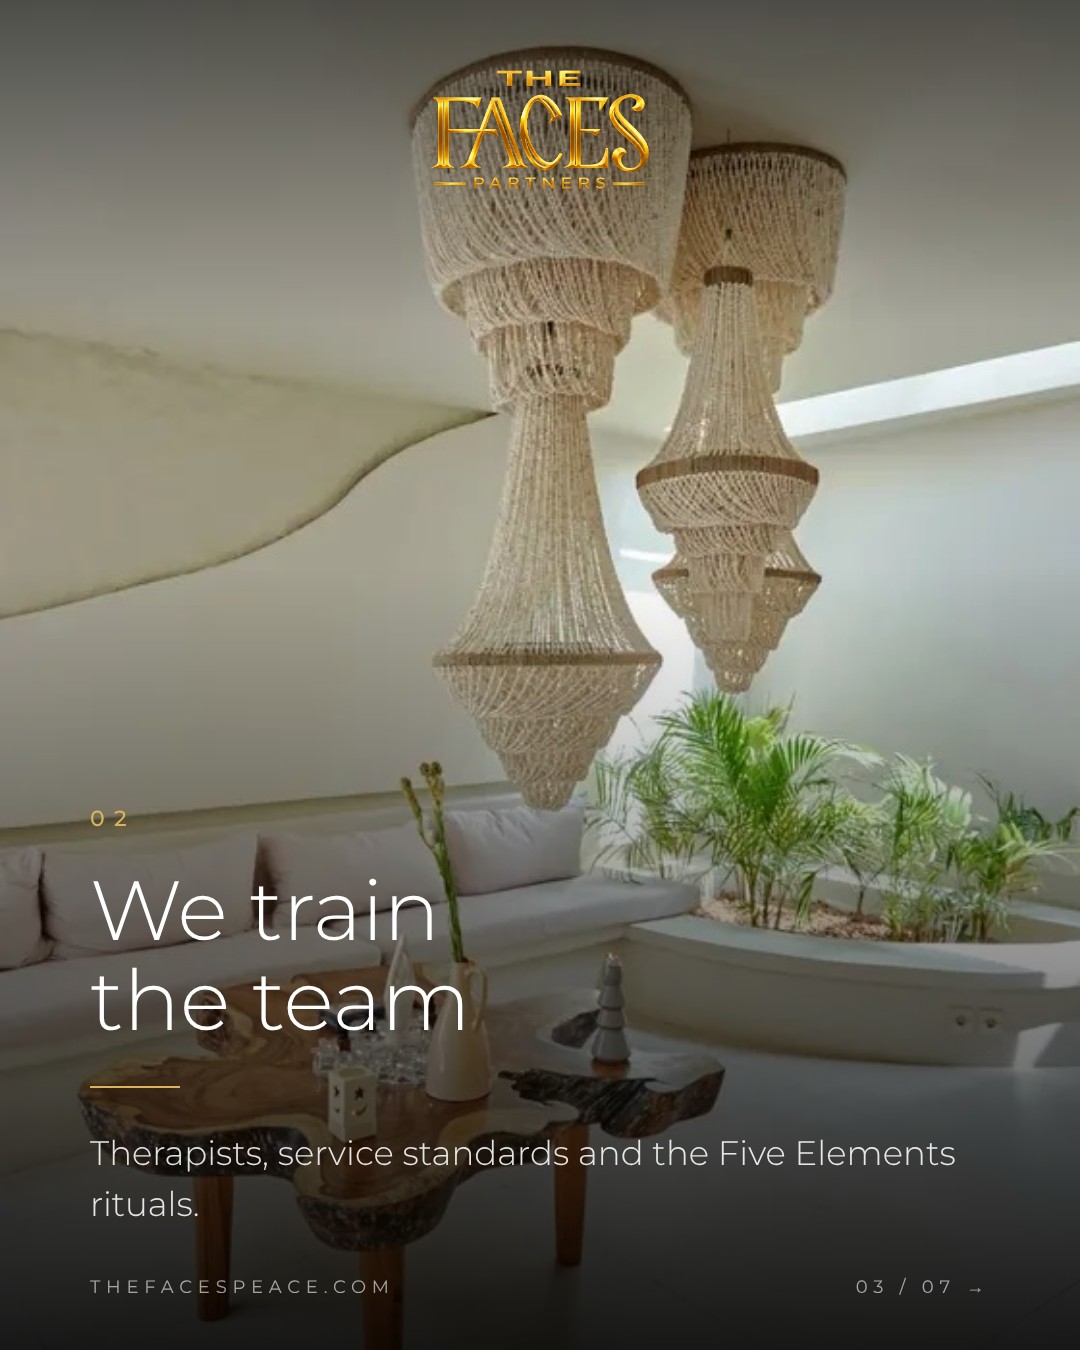 THE
FACES
PARTNERS
02
We train
the team
Therapists, service standards and the Five Elements
rituals.
THEFACESPEACE.COM
03 / 07 →